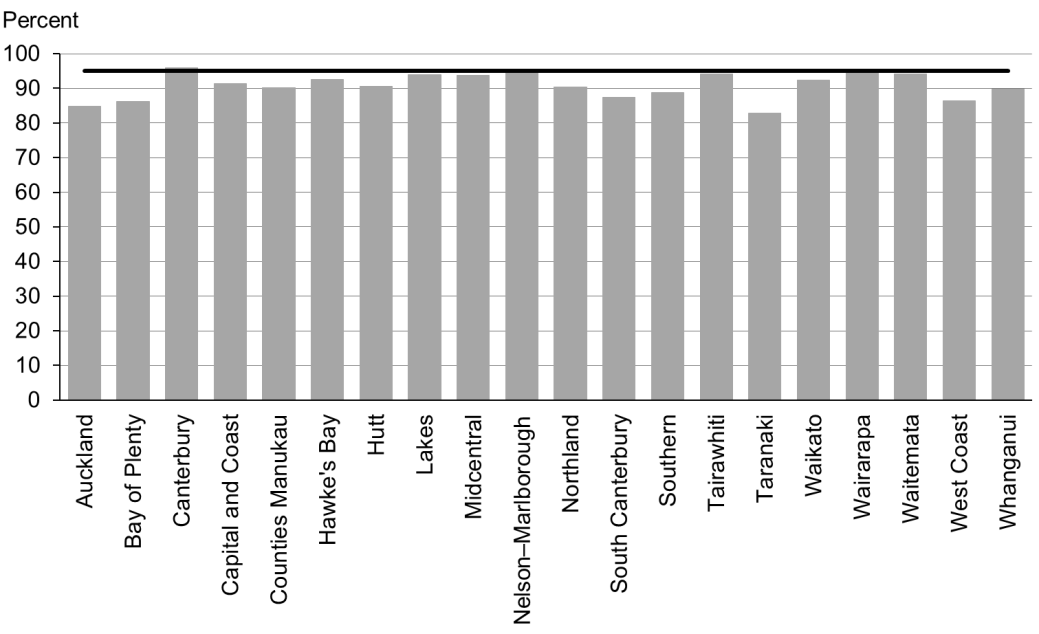 Percent
100
90
80
70
60
50
40
30
20
10
0
Auckland
Bay of Plenty
Canterbury
Capital and Coast
Counties Manukau
Hawke's Bay
Hutt
Lakes
Midcentral
Nelson–Marlborough
Northland
South Canterbury
Southern
Tairawhiti
Taranaki
Waikato
Wairarapa
Waitemata
West Coast
Whanganui